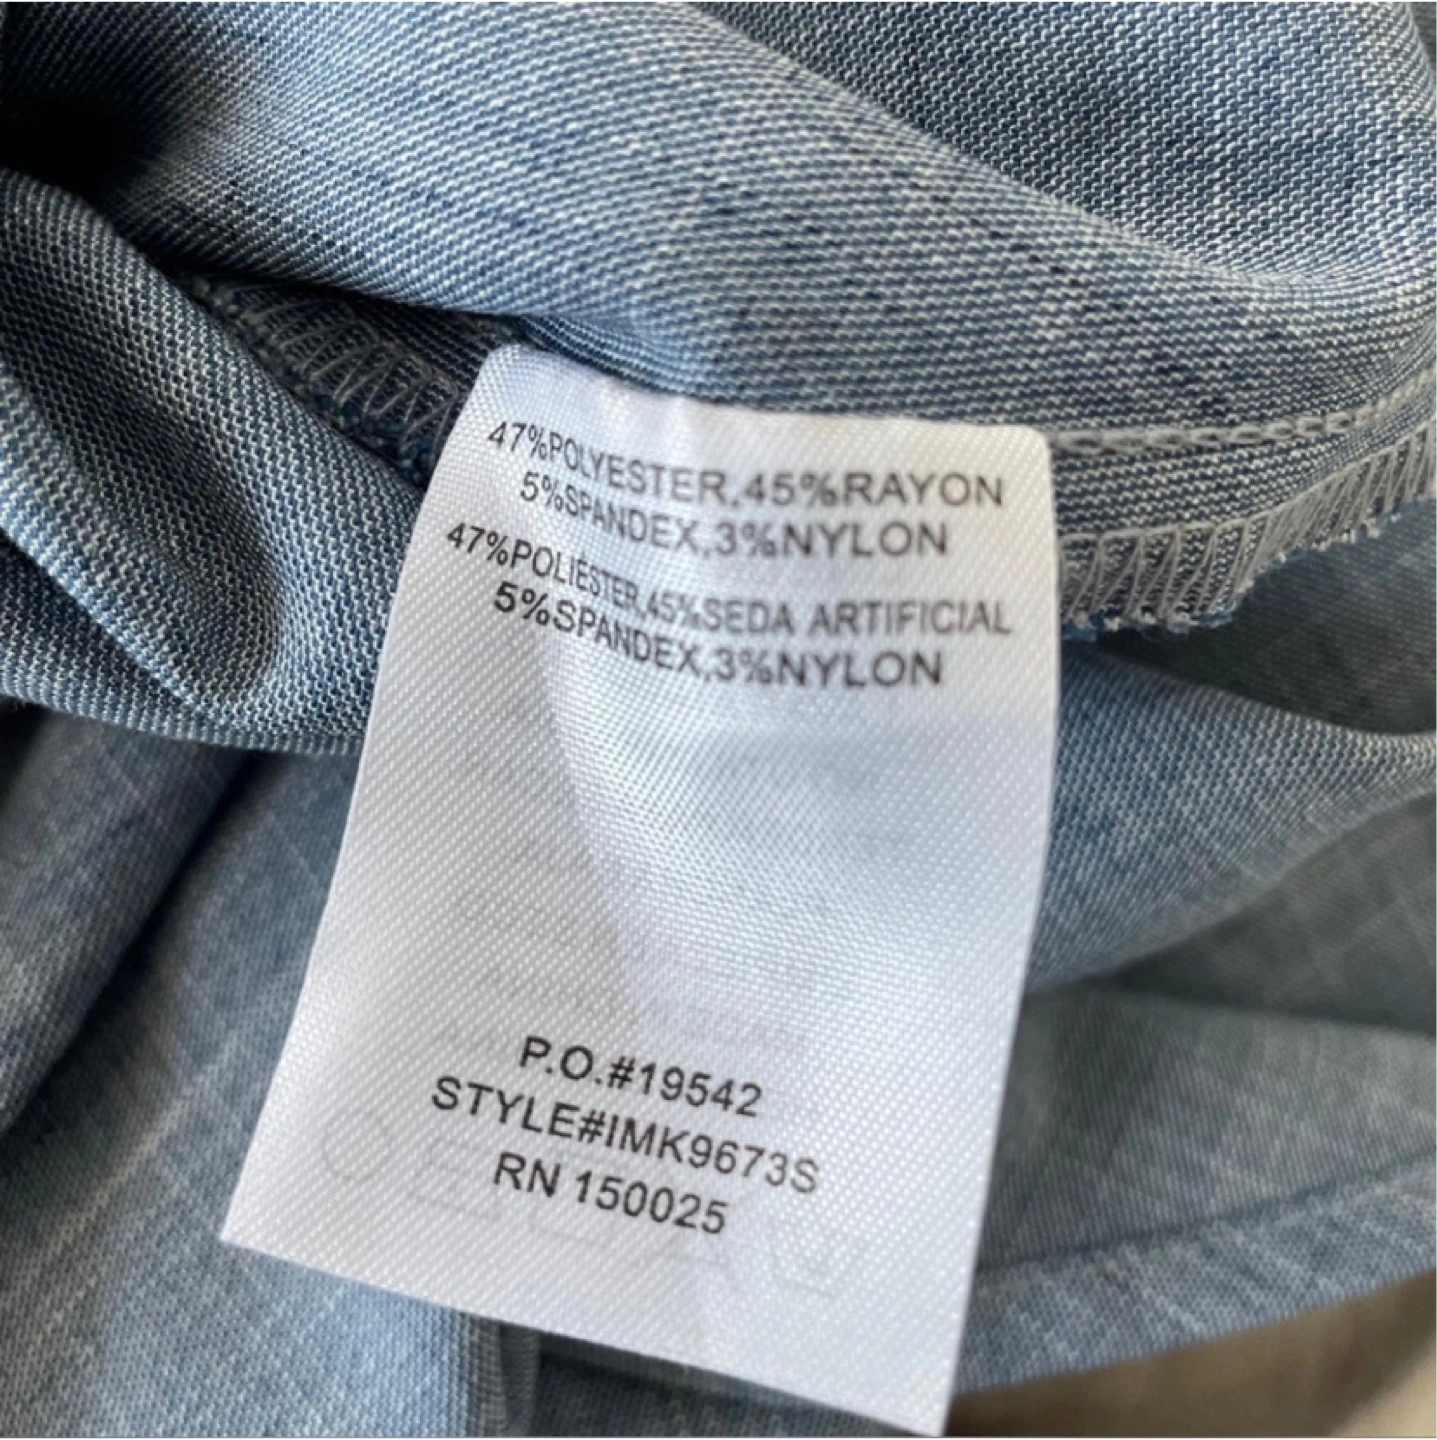 47%POLYESTER,45%RAYON
5%SPANDEX,3%NYLON
47%POLIESTER,45%SEDA ARTIFICIAL
5%SPANDEX,3%NYLON
P.O.#19542
STYLE#IMK9673S
RN 150025